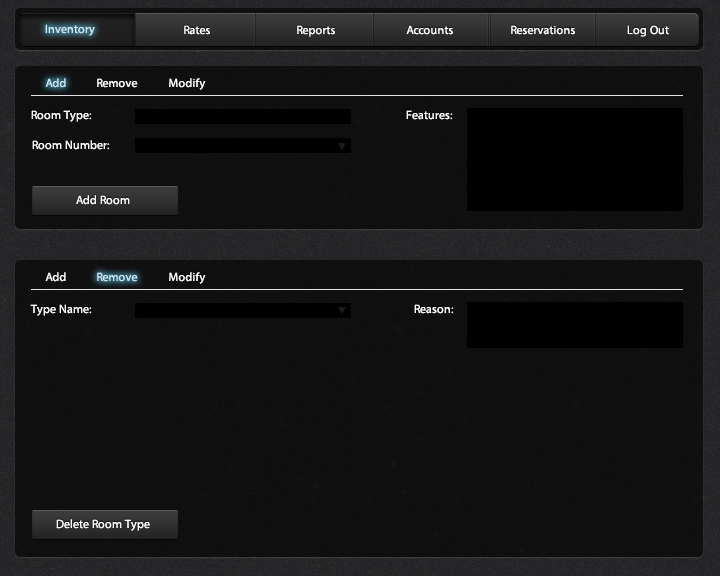 Inventory Rates Reports Accounts Reservations Log Out
Add Remove Modify
Room Type: Features:
Room Number:
Add Room
Add Remove Modify
Type Name: Reason:
Delete Room Type